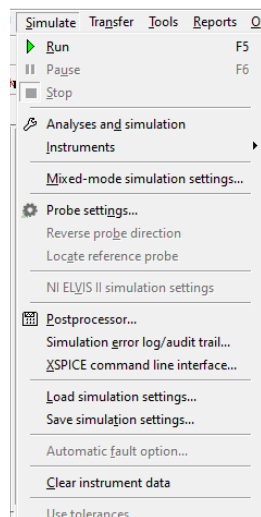 Simulate Transfer Tools Reports O
Run F5
Pause F6
Stop
Analyses and simulation
Instruments
Mixed-mode simulation settings...
Probe settings...
Reverse probe direction
Locate reference probe
NI ELVIS II simulation settings
Postprocessor...
Simulation error log/audit trail...
XSPICE command line interface...
Load simulation settings...
Save simulation settings...
Automatic fault option...
Clear instrument data
Use tolerances